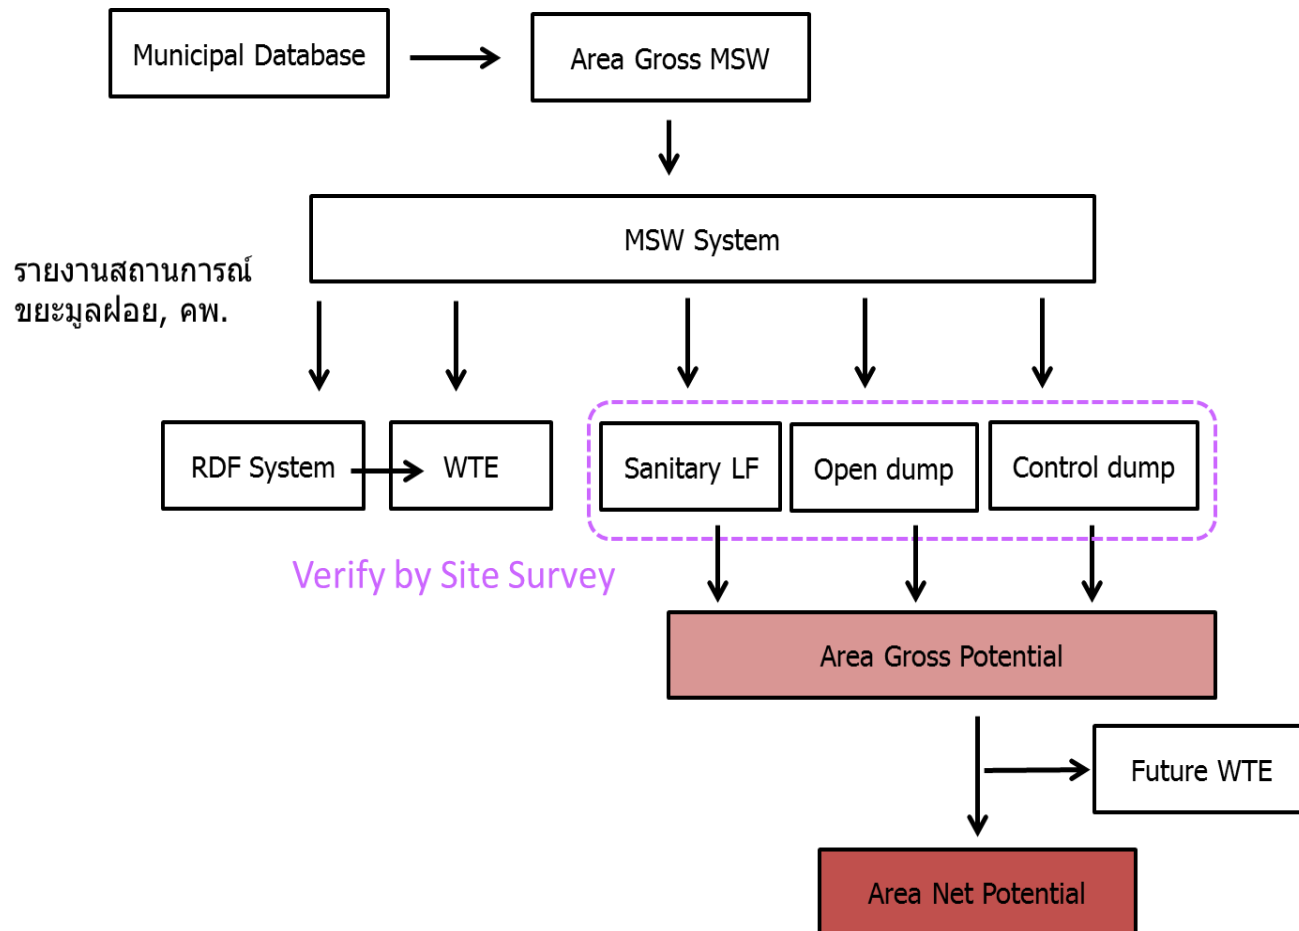 Municipal Database
Area Gross MSW
MSW System
รายงานสถานการณ์
ขยะมูลฝอย, คพ.
RDF System
WTE
Sanitary LF
Open dump
Control dump
Verify by Site Survey
Area Gross Potential
Future WTE
Area Net Potential